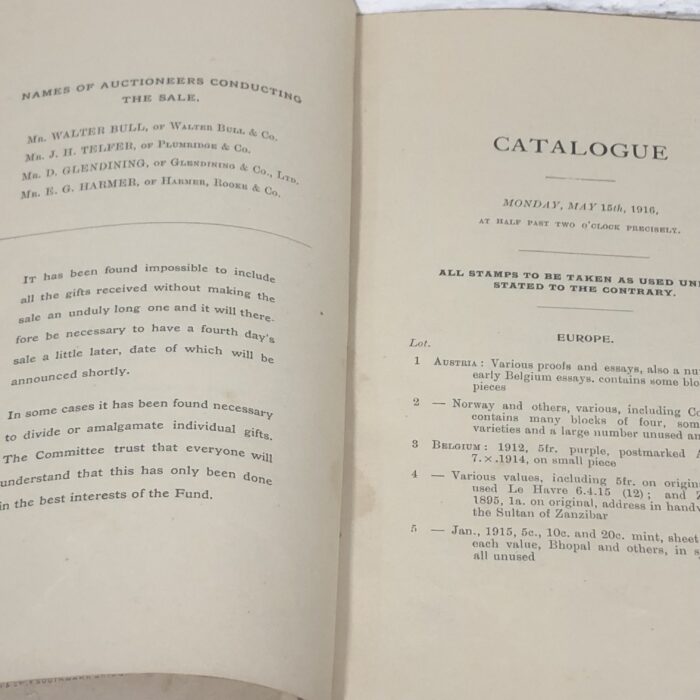 NAMES OF AUCTIONEERS CONDUCTING
THE SALE.
MR. WALTER BULL, OF WALTER BULL & CO.
MR. J. H. TELFER, OF PLUMRIDGE & CO.
MR. D. GLENDINING, OF GLENDINING & CO., LTD.
MR. E. G. HARMER, OF HARMER, ROOKE & CO.
IT has been found impossible to include
all the gifts received without making the
sale an unduly long one and it will there-
fore be necessary to have a fourth day's
sale a little later, date of which will be
announced shortly.
In some cases it has been found necessary
to divide or amalgamate individual gifts.
The Committee trust that everyone will
understand that this has only been done
in the best interests of the Fund.
CATALOGUE
MONDAY, MAY 15th, 1916,
AT HALF PAST TWO O'CLOCK PRECISELY.
ALL STAMPS TO BE TAKEN AS USED
STATED TO THE CONTRARY.
EUROPE.
Lot.
1 AUSTRIA: Various proofs and essays, also a
early Belgium essays. contains some
pieces
2 — Norway and others, various, including
contains many blocks of four,
varieties and a large number unused
3 BELGIUM: 1912, 5fr. purple, postmarked
7.×.1914, on small piece
4 — Various values, including 5fr. on
used Le Havre 6.4.15 (12); and
1895, 1a. on original, address in
the Sultan of Zanzibar
5 — Jan., 1915, 5c., 10c. and 20c. mint, sheet
each value, Bhopal and others, in
all unused